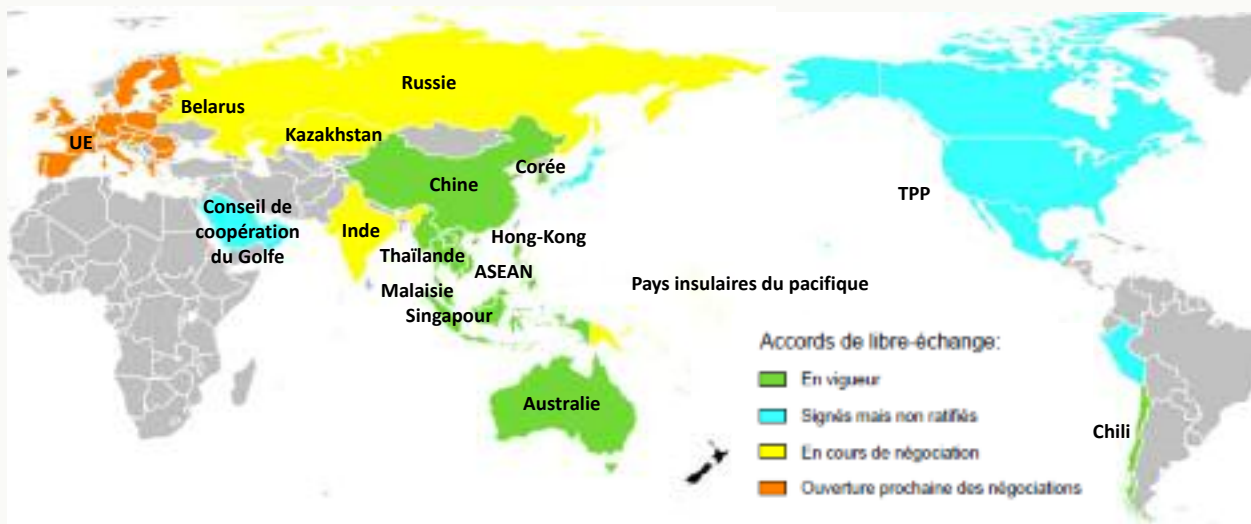 Russie
Belarus
Kazakhstan
UE
Corée
Chine
TPP
Conseil de
coopération
du Golfe
Inde
Hong-Kong
Thaïlande
ASEAN
Malaisie
Singapour
Pays insulaires du pacifique
Accords de libre-échange:
En vigueur
Signés mais non ratifiés
En cours de négociation
Ouverture prochaine des négociations
Australie
Chili